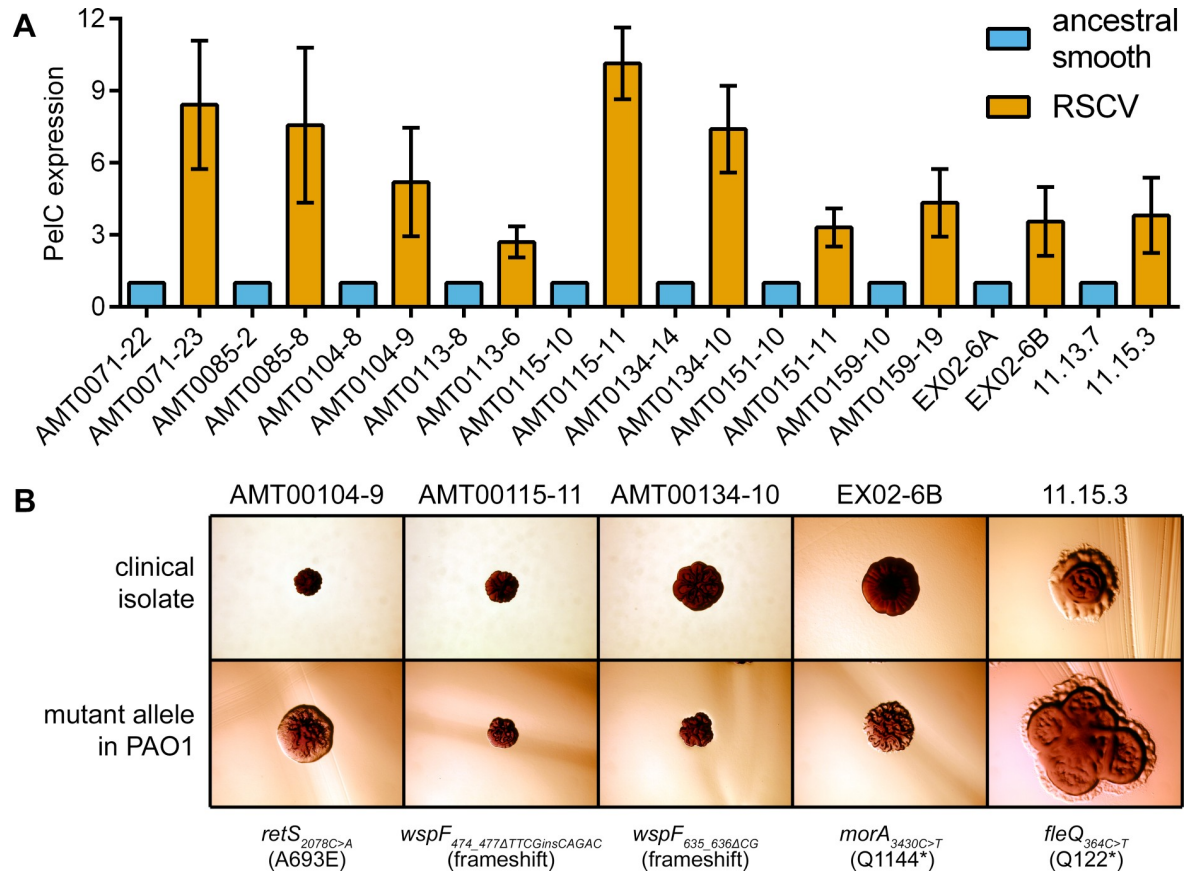 A
PelC expression
12
9
6
3
0
ancestral
smooth
RSCV
AMT0071-22
AMT0071-23
AMT0085-2
AMT0085-8
AMT0104-8
AMT0104-9
AMT0113-8
AMT0113-6
AMT0115-10
AMT0115-11
AMT0134-14
AMT0134-10
AMT0151-10
AMT0151-11
AMT0159-10
AMT0159-19
EX02-6A
EX02-6B
11.13.7
11.15.3
B
AMT00104-9 AMT00115-11 AMT00134-10 EX02-6B 11.15.3
clinical
isolate
mutant allele
in PAO1
retS2078C>A wspF474_477ΔTTCGinsCAGAC wspF635_636ΔCG morA3430C>T fleQ364C>T
(A693E) (frameshift) (frameshift) (Q1144*) (Q122*)